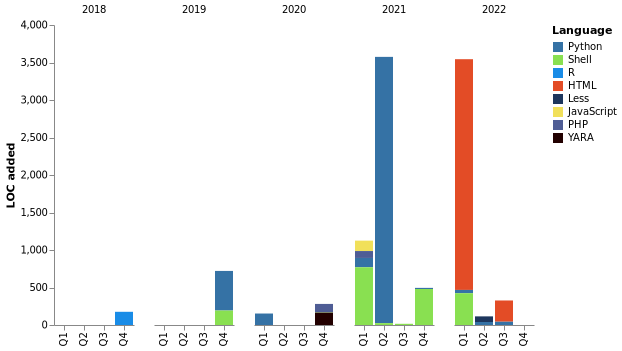 2018 2019 2020 2021 2022
4,000
3,500
3,000
2,500
2,000
1,500
1,000
500
0
LOC added
Q1 Q2 Q3 Q4 Q1 Q2 Q3 Q4 Q1 Q2 Q3 Q4 Q1 Q2 Q3 Q4 Q1 Q2 Q3 Q4
Language
Python
Shell
R
HTML
Less
JavaScript
PHP
YARA